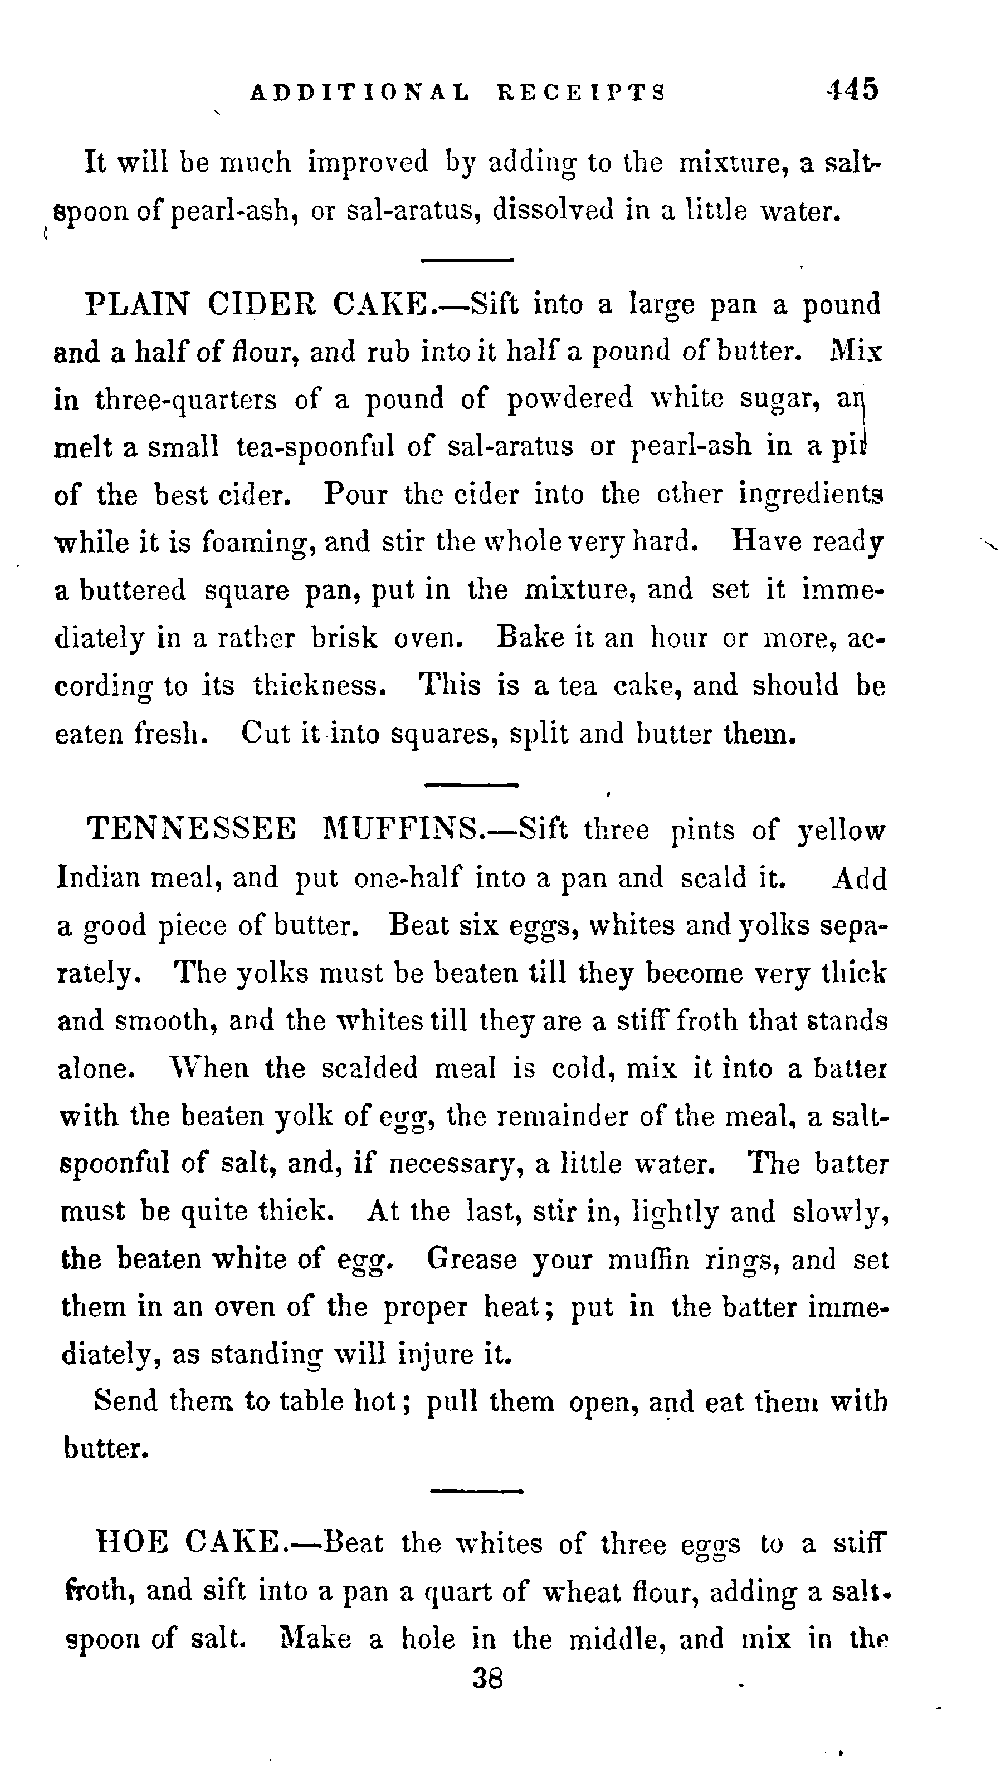 ADDITIONAL RECEIPTS 445
It will be much improved by adding to the mixture, a salt-
spoon of pearl-ash, or sal-aratus, dissolved in a little water.
PLAIN CIDER CAKE.—Sift into a large pan a pound
and a half of flour, and rub into it half a pound of butter. Mix
in three-quarters of a pound of powdered white sugar, an
melt a small tea-spoonful of sal-aratus or pearl-ash in a pin
of the best cider. Pour the cider into the other ingredients
while it is foaming, and stir the whole very hard. Have ready
a buttered square pan, put in the mixture, and set it imme-
diately in a rather brisk oven. Bake it an hour or more, ac-
cording to its thickness. This is a tea cake, and should be
eaten fresh. Cut it into squares, split and butter them.
TENNESSEE MUFFINS.—Sift three pints of yellow
Indian meal, and put one-half into a pan and scald it. Add
a good piece of butter. Beat six eggs, whites and yolks sepa-
rately. The yolks must be beaten till they become very thick
and smooth, and the whites till they are a stiff froth that stands
alone. When the scalded meal is cold, mix it into a batter
with the beaten yolk of egg, the remainder of the meal, a salt-
spoonful of salt, and, if necessary, a little water. The batter
must be quite thick. At the last, stir in, lightly and slowly,
the beaten white of egg. Grease your muffin rings, and set
them in an oven of the proper heat; put in the batter imme-
diately, as standing will injure it.
Send them to table hot; pull them open, and eat them with
butter.
HOE CAKE.—Beat the whites of three eggs to a stiff
froth, and sift into a pan a quart of wheat flour, adding a salt-
spoon of salt. Make a hole in the middle, and mix in the
38